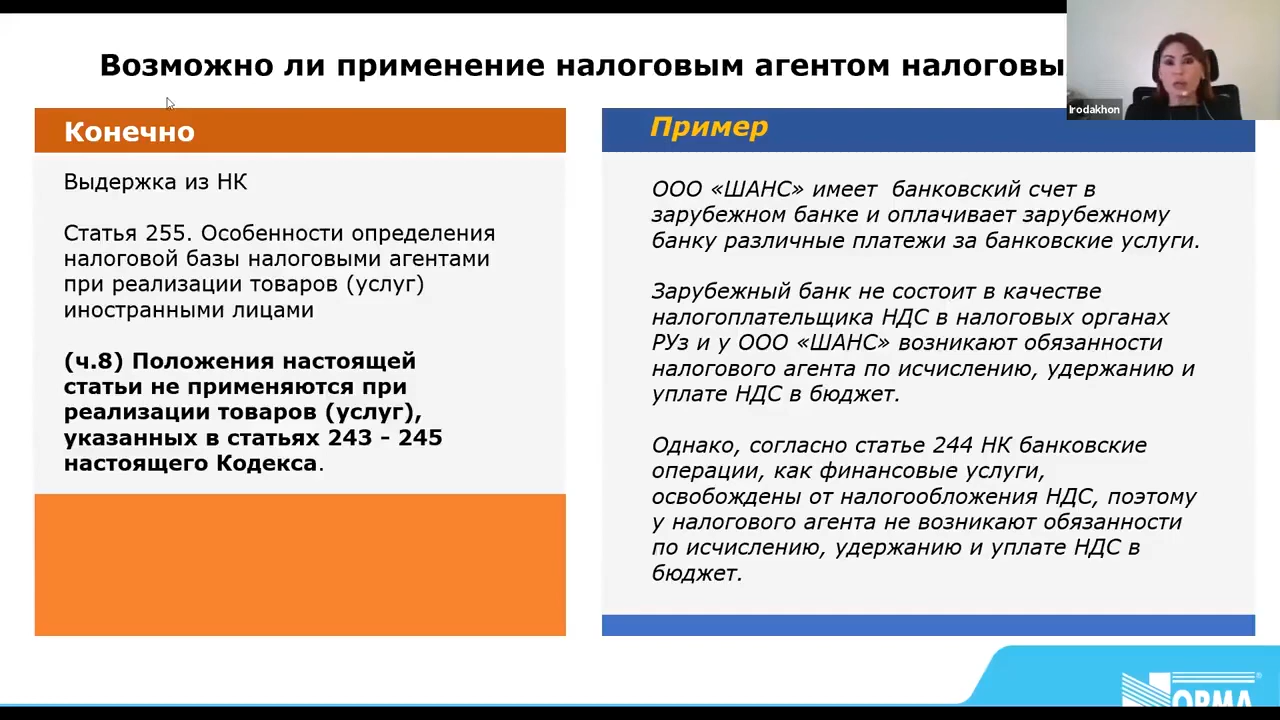 Возможно ли применение налоговым агентом
Irodakhon
Конечно
Выдержка из НК
Статья 255. Особенности определения
налоговой базы налоговыми агентами
при реализации товаров (услуг)
иностранными лицами
(ч.8) Положения настоящей
статьи не применяются при
реализации товаров (услуг),
указанных в статьях 243 - 245
настоящего Кодекса.
Пример
ООО «ШАНС» имеет банковский счет в
зарубежном банке и оплачивает зарубежному
банку различные платежи за банковские услуги.
Зарубежный банк не состоит в качестве
налогоплательщика НДС в налоговых органах
РУз и у ООО «ШАНС» возникают обязанности
налогового агента по исчислению, удержанию и
уплате НДС в бюджет.
Однако, согласно статье 244 НК банковские
операции, как финансовые услуги,
освобождены от налогообложения НДС, поэтому
у налогового агента не возникают обязанности
по исчислению, удержанию и уплате НДС в
бюджет.